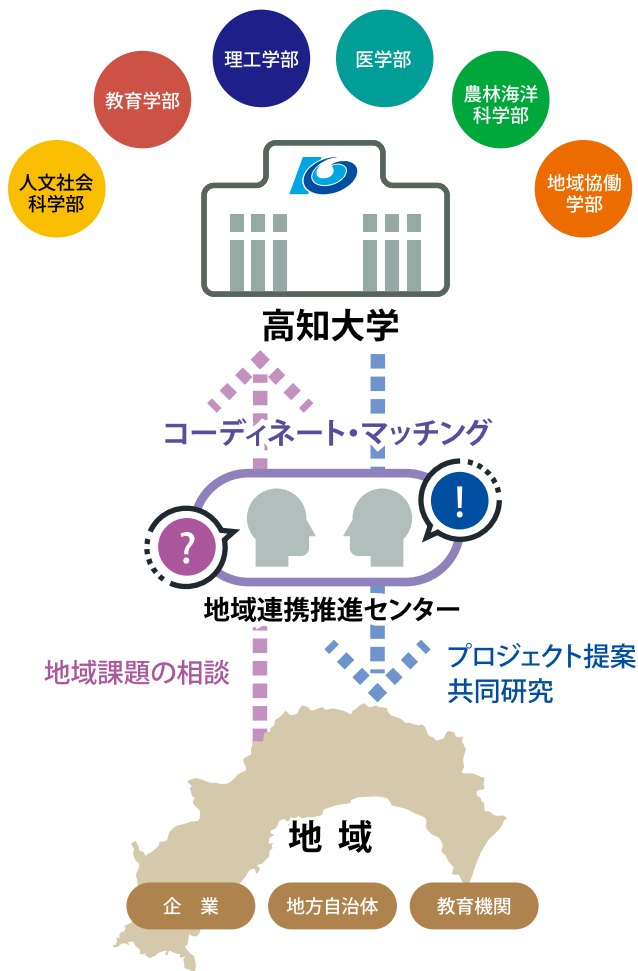 理工学部
医学部
教育学部
農林海洋
科学部
人文社会
科学部
地域協働
学部
高知大学
コーディネート・マッチング
!
?
地域連携推進センター
地域課題の相談
プロジェクト提案
共同研究
地 域
企 業
地方自治体
教育機関